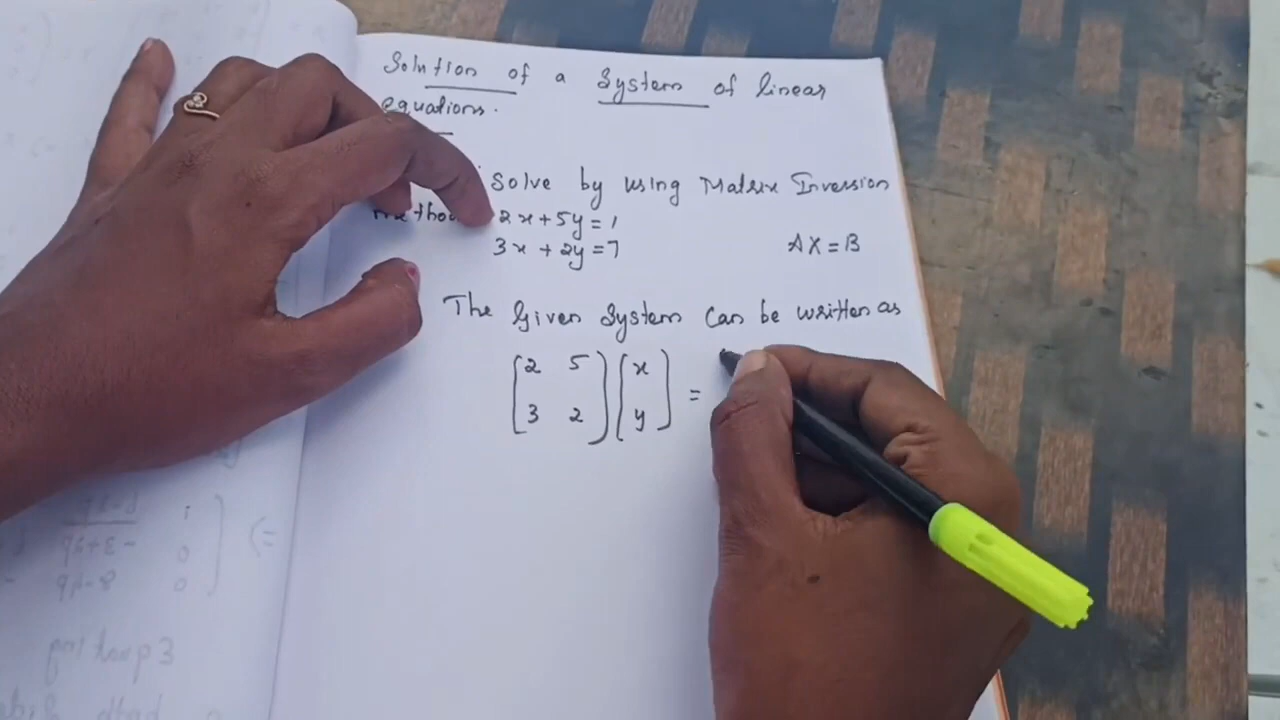 Solution of a System of linear
equations.
Solve by using Matrix Inversion
Method 2x+5y=1
3x+2y=7 AX=B
The Given System can be written as
[2 5] [x] =
[3 2] [y]